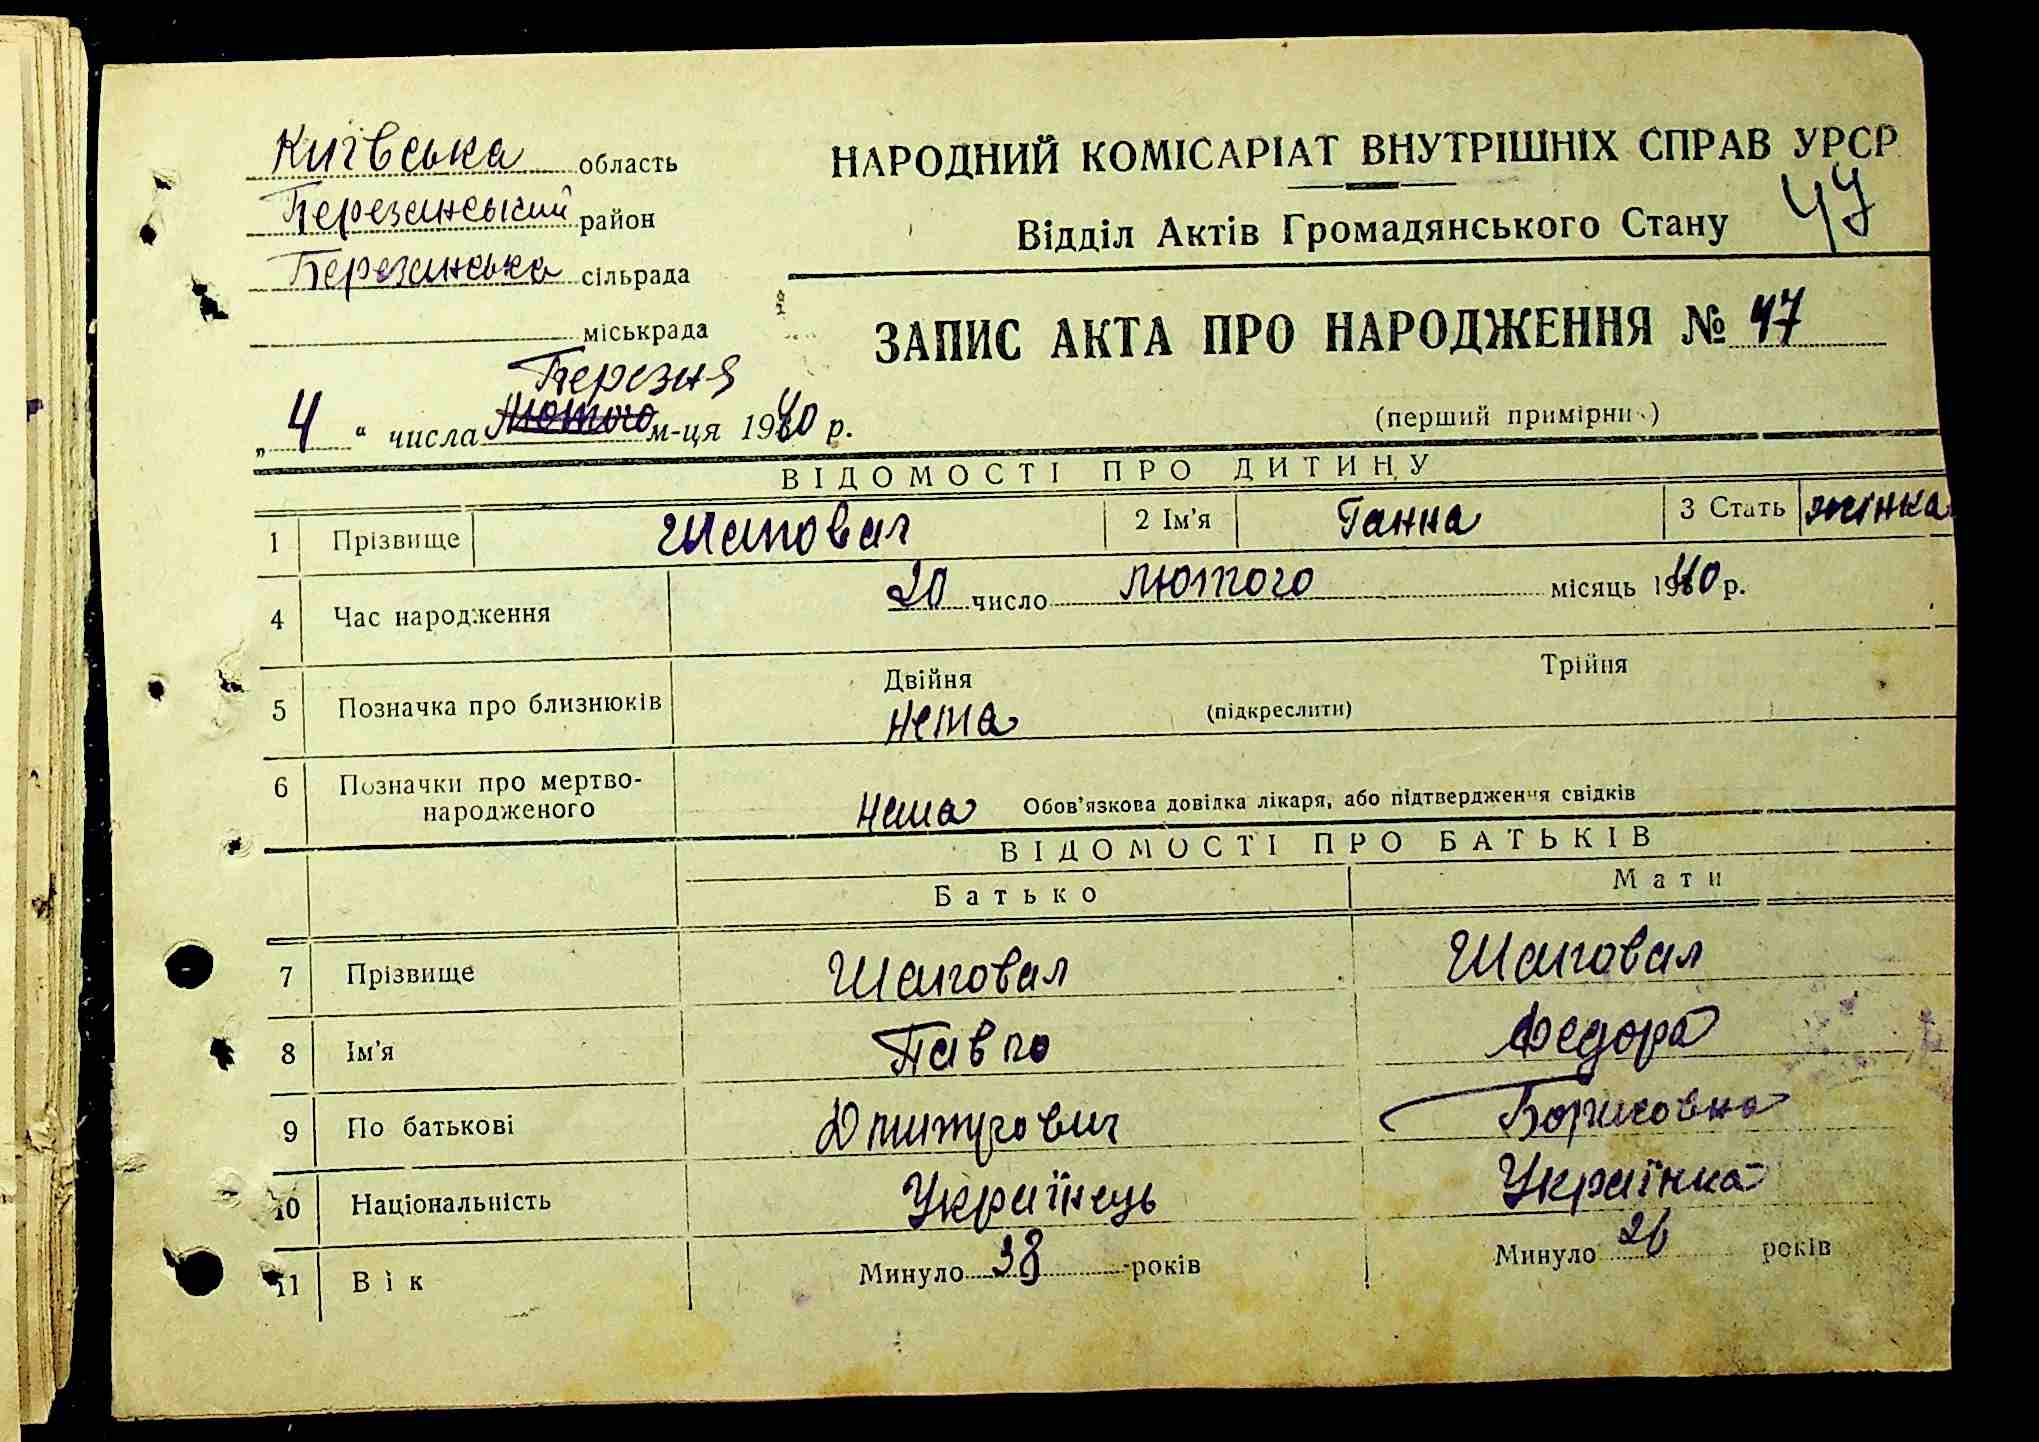 Київська область
Березанський район
Березанська сільрада
міськрада
НАРОДНИЙ КОМІСАРІАТ ВНУТРІШНІХ СПРАВ УРСР
Відділ Актів Громадянського Стану
47
ЗАПИС АКТА ПРО НАРОДЖЕННЯ № 47
(перший примірник)
Березня
„4“ числа Лютого м-ця 1940 р.
ВІДОМОСТІ ПРО ДИТИНУ
1 Прізвище Шаповал 2 Ім'я Ганна 3 Стать жінка
4 Час народження 20 число лютого місяць 1940 р.
5 Позначка про близнюків Двійня Трійня
нема (підкреслити)
6 Позначки про мертво-
народженого нема Обов'язкова довідка лікаря, або підтвердження свідків
ВІДОМОСТІ ПРО БАТЬКІВ
Батько Мати
7 Прізвище Шаповал Шаповал
8 Ім'я Павло Федора
9 По батькові Борисовна
10 Національність Українець Українка
11 Вік Минуло 38 років Минуло 26 років